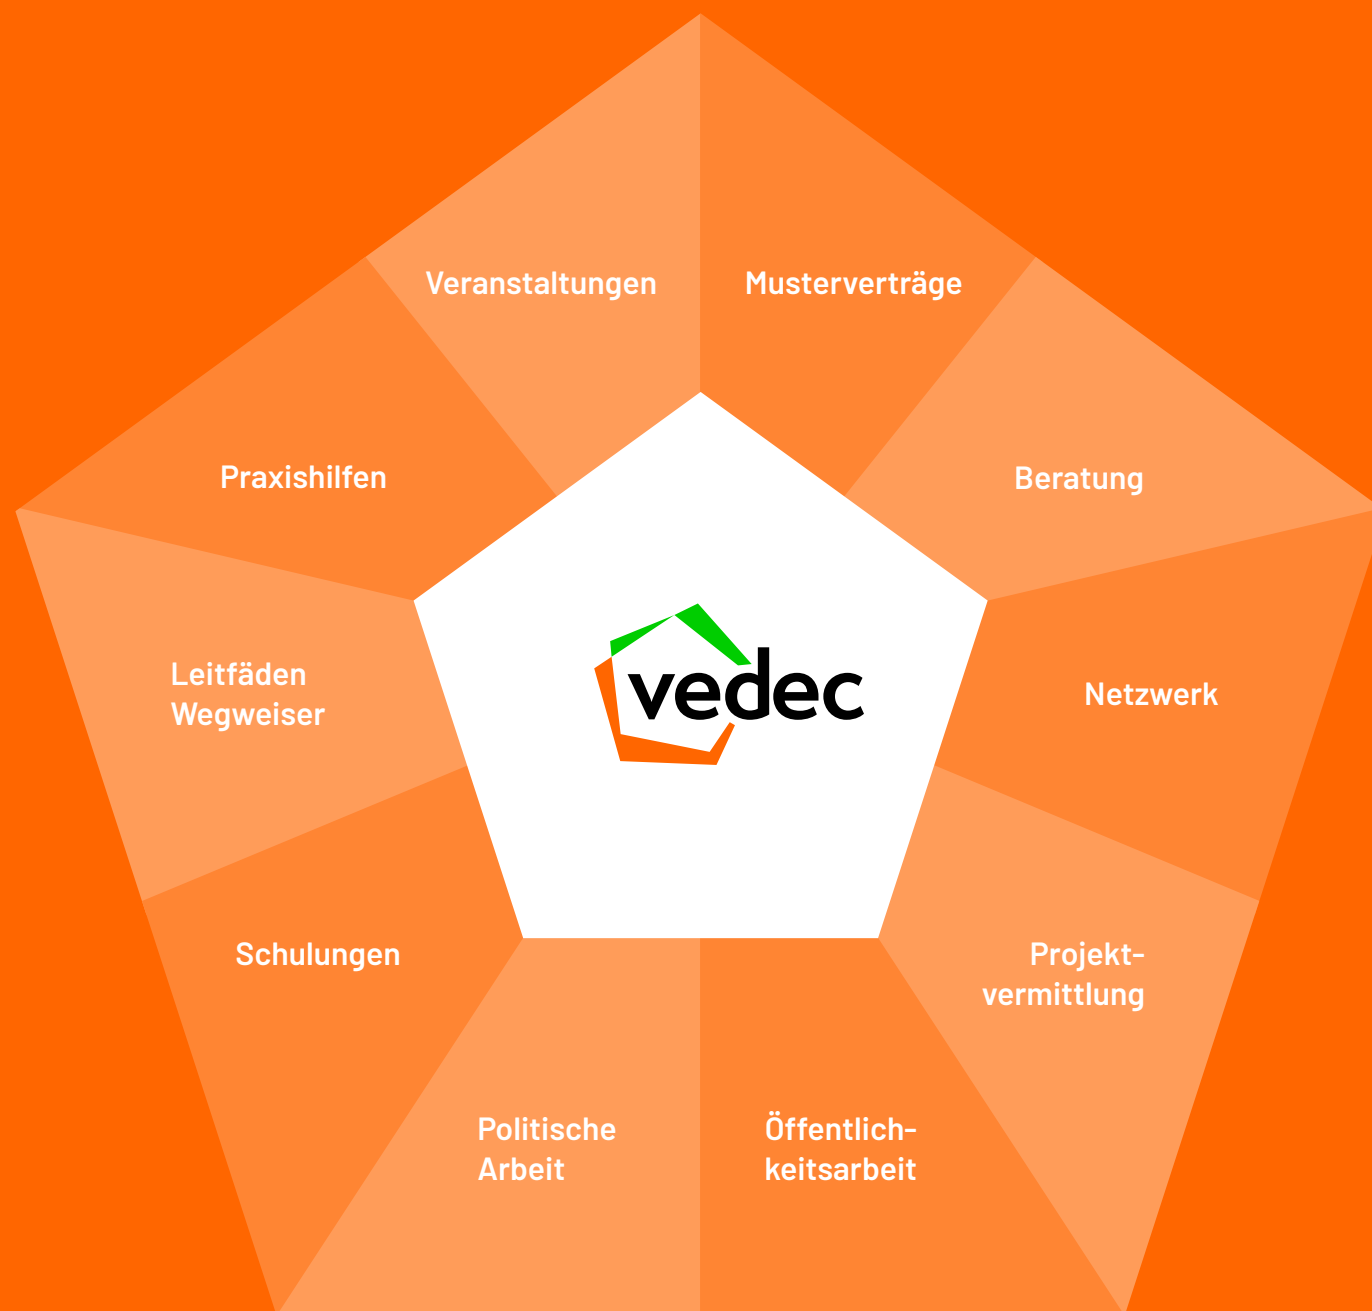 Veranstaltungen
Musterverträge
Praxishilfen
Beratung
Leitfäden
Wegweiser
vedec
Netzwerk
Schulungen
Projekt-
vermittlung
Politische
Arbeit
Öffentlich-
keitsarbeit